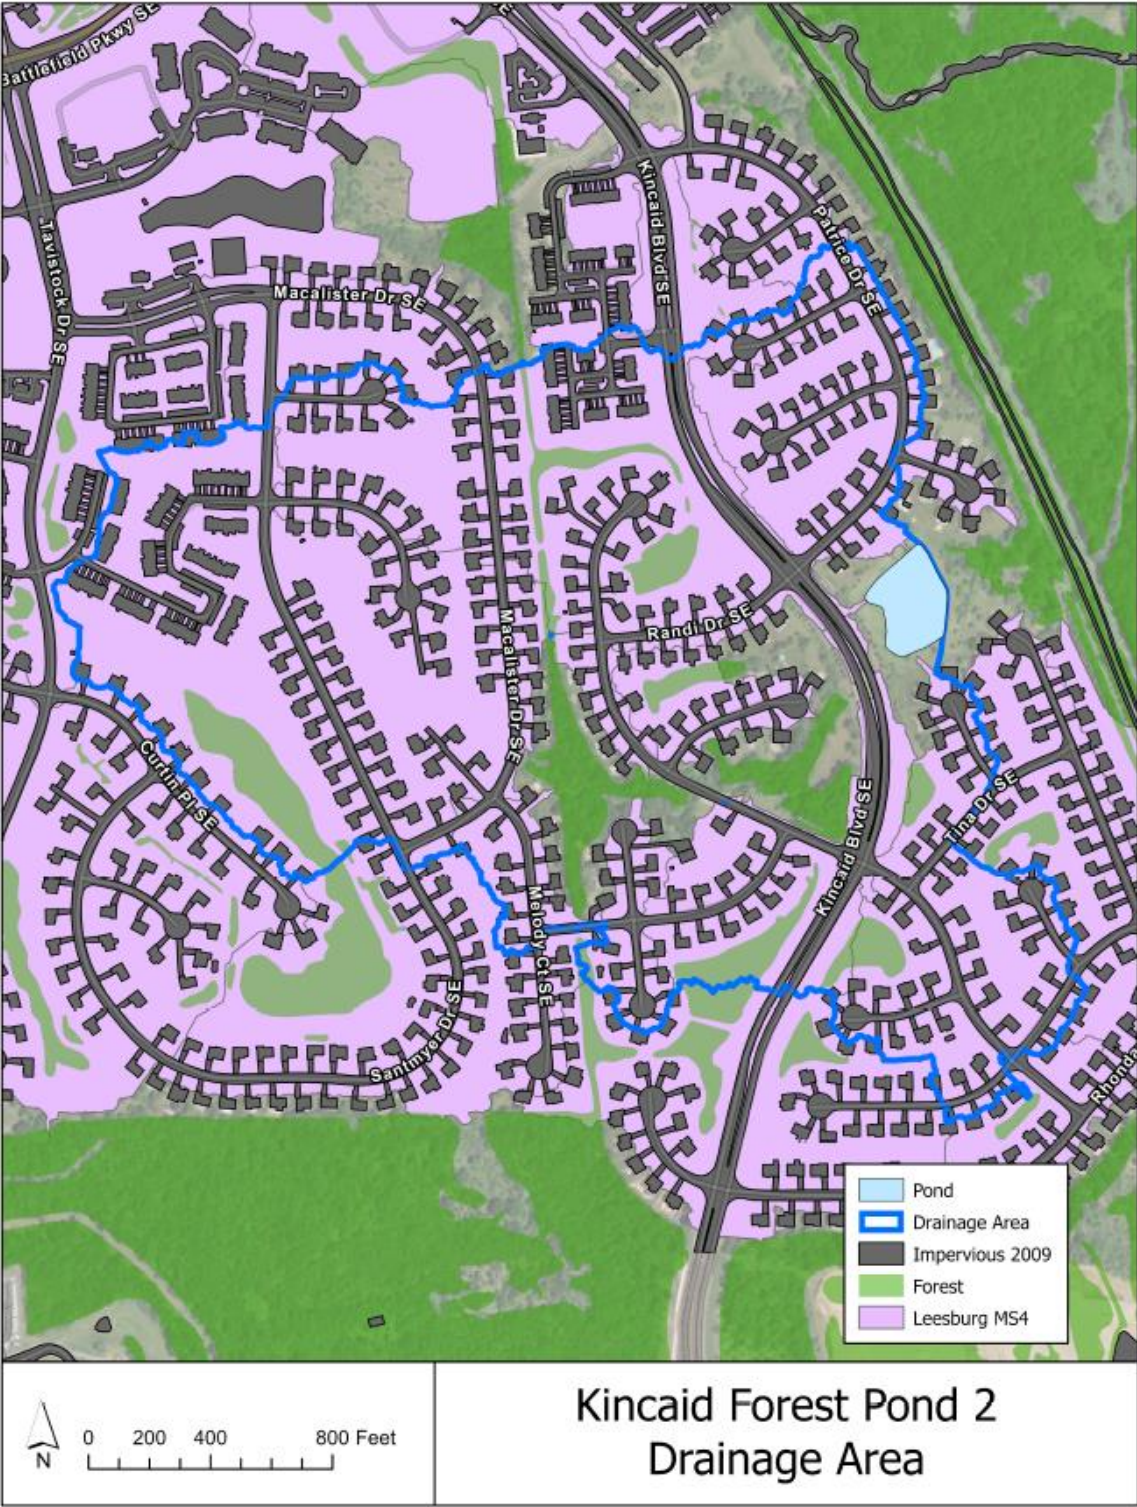 Battlefield Pkwy SE
Kincaid Blvd SE
Patrice Dr SE
Tavistock Dr SE
Macalister Dr SE
Macalister Dr SE
Randi Dr SE
Curtin Pl SE
Tina Dr SE
Kincaid Blvd SE
Melody Ct SE
Santmyer Dr SE
Rhonda
Pond
Drainage Area
Impervious 2009
Forest
Leesburg MS4
N
0 200 400 800 Feet
Kincaid Forest Pond 2
Drainage Area